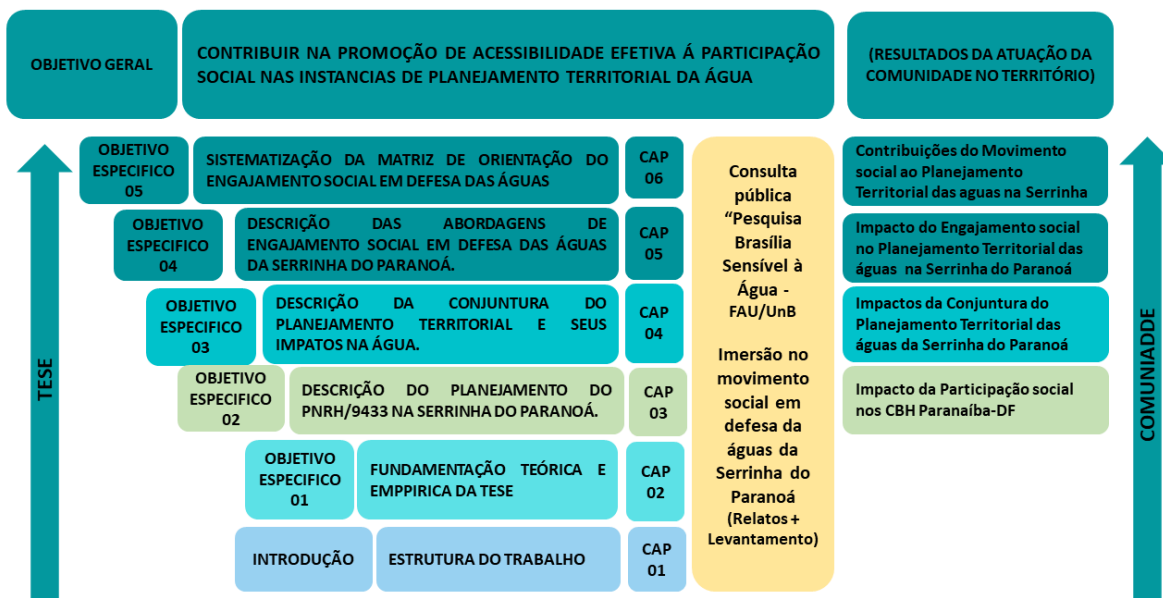 OBJETIVO GERAL
CONTRIBUIR NA PROMOÇÃO DE ACESSIBILIDADE EFETIVA Á PARTICIPAÇÃO
SOCIAL NAS INSTANCIAS DE PLANEJAMENTO TERRITORIAL DA ÁGUA
(RESULTADOS DA ATUAÇÃO DA
COMUNIDADE NO TERRITÓRIO)
TESE
OBJETIVO
ESPECIFICO
05
SISTEMATIZAÇÃO DA MATRIZ DE ORIENTAÇÃO DO
ENGAJAMENTO SOCIAL EM DEFESA DAS ÁGUAS
CAP
06
OBJETIVO
ESPECIFICO
04
DESCRIÇÃO DAS ABORDAGENS DE
ENGAJAMENTO SOCIAL EM DEFESA DAS ÁGUAS
DA SERRINHA DO PARANOÁ.
CAP
05
OBJETIVO
ESPECIFICO
03
DESCRIÇÃO DA CONJUNTURA DO
PLANEJAMENTO TERRITORIAL E SEUS
IMPATOS NA ÁGUA.
CAP
04
OBJETIVO
ESPECIFICO
02
DESCRIÇÃO DO PLANEJAMENTO DO
PNRH/9433 NA SERRINHA DO PARANOÁ.
CAP
03
OBJETIVO
ESPECIFICO
01
FUNDAMENTAÇÃO TEÓRICA E
EMPPIRICA DA TESE
CAP
02
INTRODUÇÃO
ESTRUTURA DO TRABALHO
CAP
01
Consulta
pública
“Pesquisa
Brasília
Sensível à
Água -
FAU/UnB
Imersão no
movimento
social em
defesa da
águas da
Serrinha do
Paranoá
(Relatos +
Levantamento)
Contribuições do Movimento
social ao Planejamento
Territorial das aguas na Serrinha
Impacto do Engajamento social
no Planejamento Territorial das
águas na Serrinha do Paranoá
Impactos da Conjuntura do
Planejamento Territorial das
águas da Serrinha do Paranoá
Impacto da Participação social
nos CBH Paranaíba-DF
COMUNIADDE